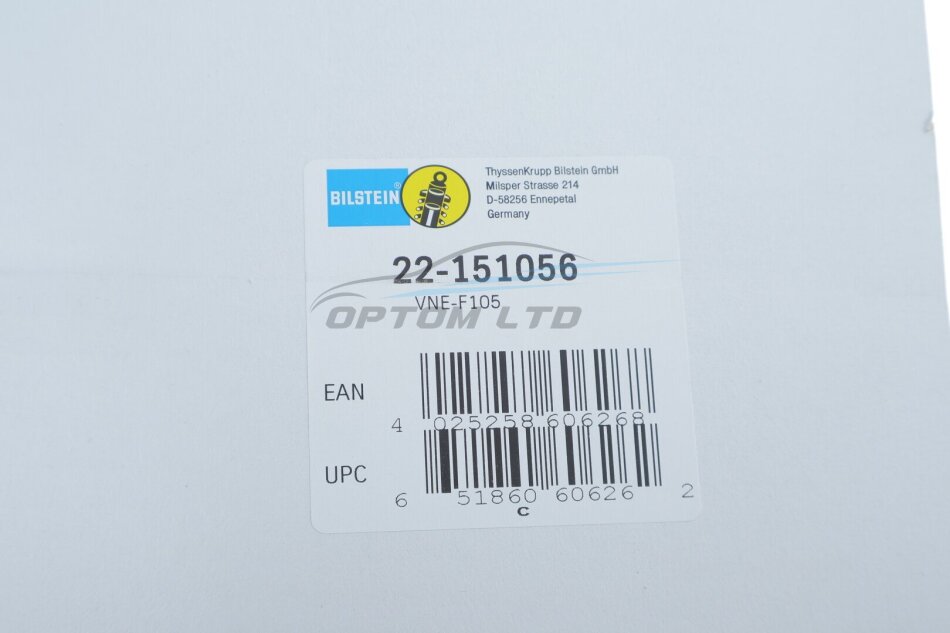 BILSTEIN®
ThyssenKrupp Bilstein GmbH
Milsper Strasse 214
D-58256 Ennepetal
Germany
22-151056
VNE-F105
OPTOM LTD
EAN
4 025258 606268
UPC
6 51860 60626 2
C